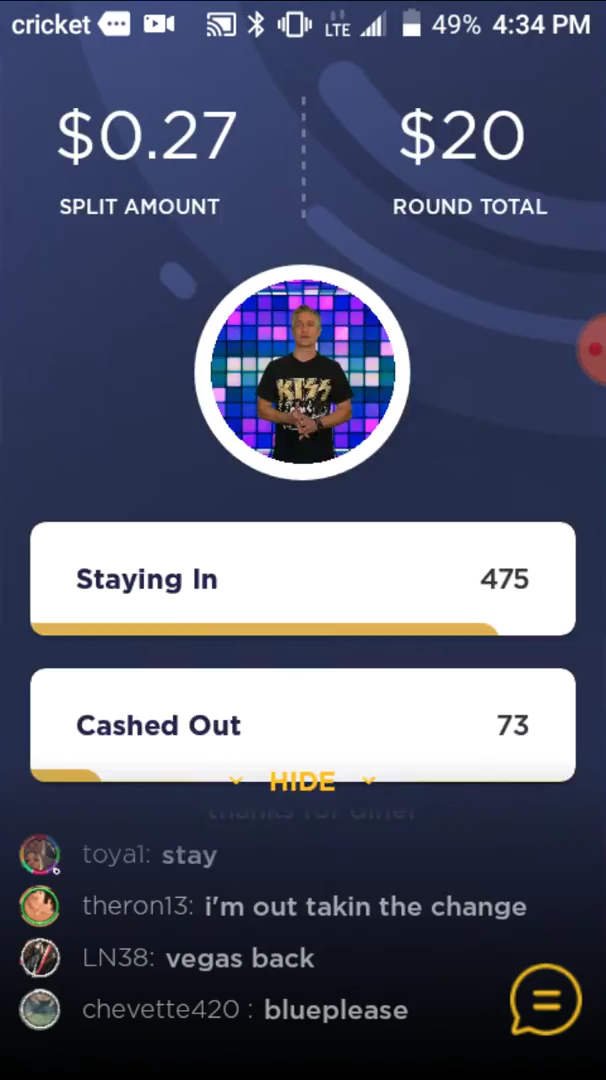 cricket LTE 49% 4:34 PM
$0.27 $20
SPLIT AMOUNT ROUND TOTAL
KISS
Staying In 475
Cashed Out 73
HIDE
toya1: stay
theron13: i'm out takin the change
LN38: vegas back
chevette420 : blueplease